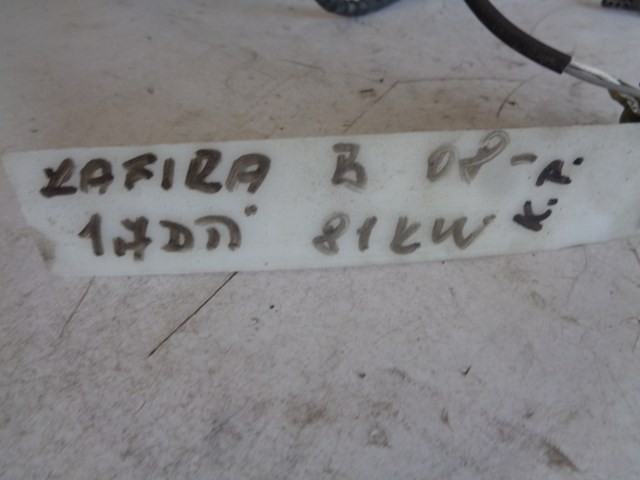 ZAFIRA B 08-
1.7DTI 81KW K.R.